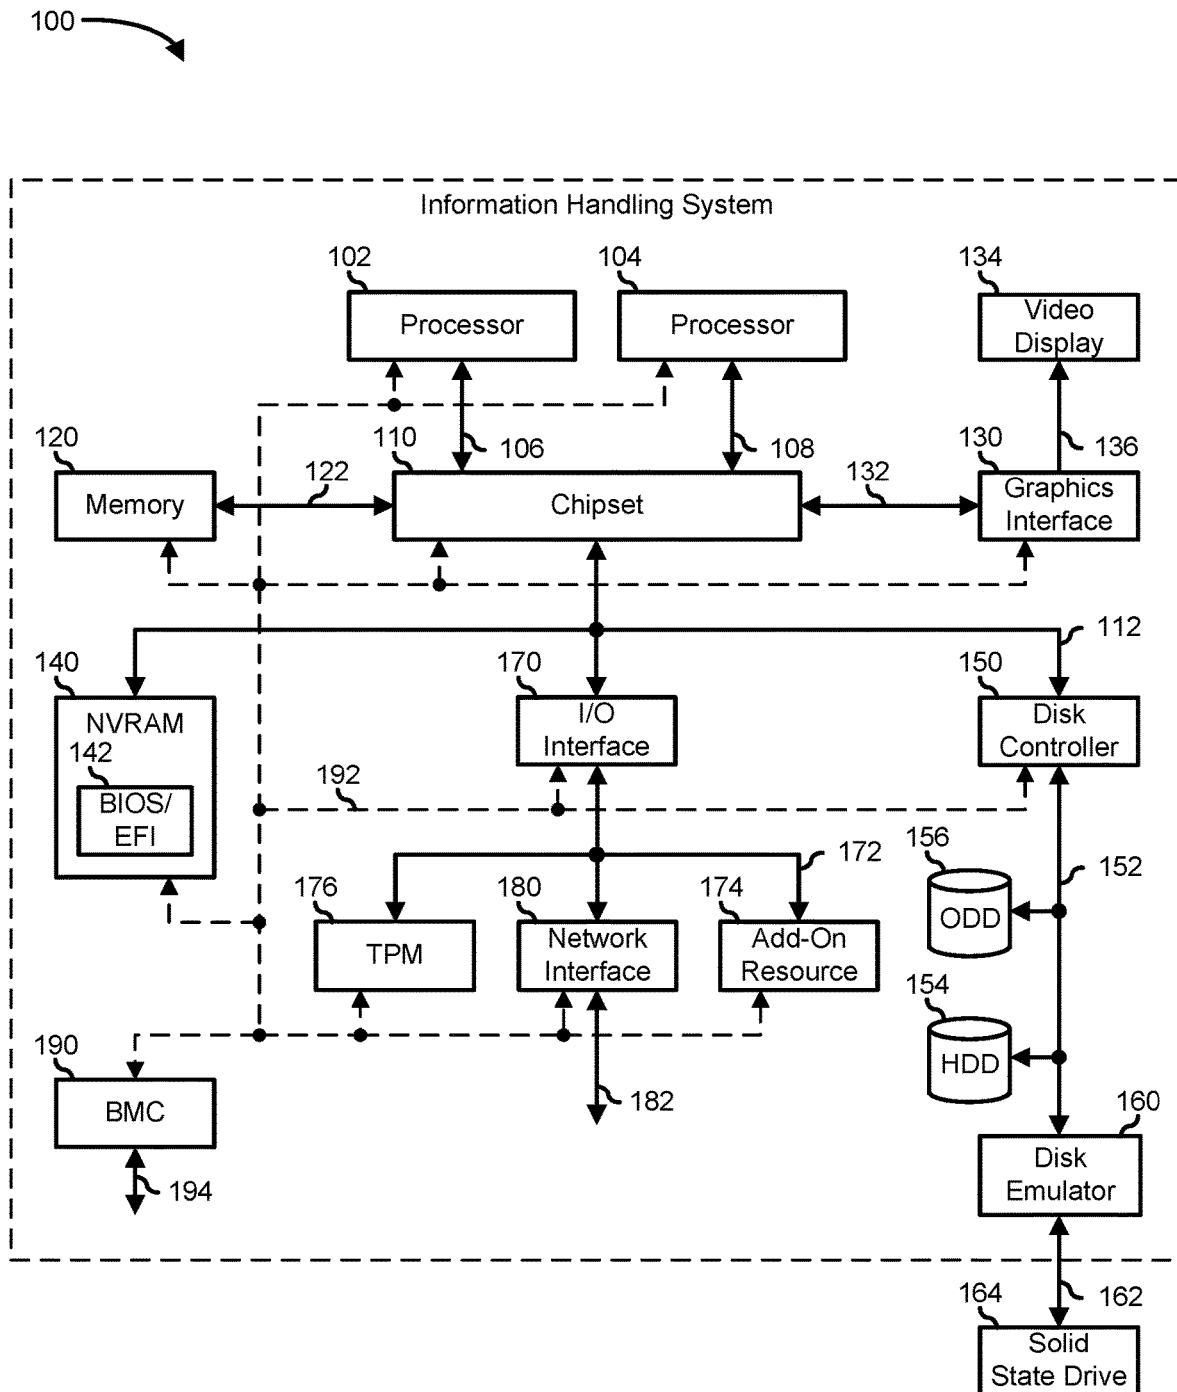 100
Information Handling System
102
104
134
Processor
Processor
Video
Display
120
110
106
108
130
136
122
132
Memory
Chipset
Graphics
Interface
112
140
170
150
NVRAM
I/O
Interface
Disk
Controller
142
BIOS/
EFI
192
156
172
152
ODD
176
180
174
TPM
Network
Interface
Add-On
Resource
154
HDD
190
BMC
182
160
194
Disk
Emulator
164
162
Solid
State Drive